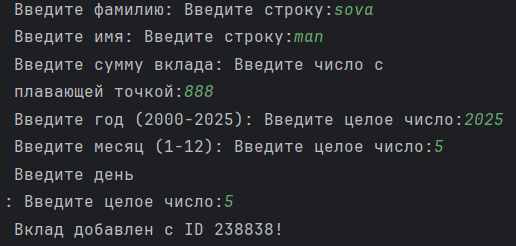 Введите фамилию: Введите строку:sova
Введите имя: Введите строку:man
Введите сумму вклада: Введите число с
плавающей точкой:888
Введите год (2000-2025): Введите целое число:2025
Введите месяц (1-12): Введите целое число:5
Введите день
: Введите целое число:5
Вклад добавлен с ID 238838!